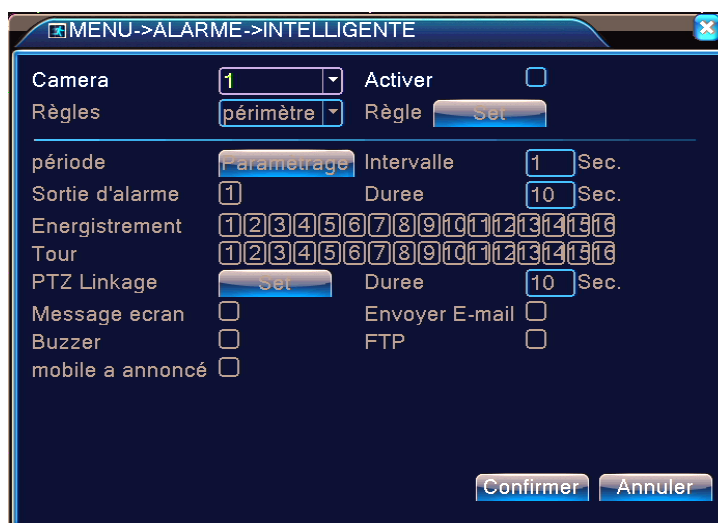 MENU->ALARME->INTELLIGENTE
Camera 1 Activer
Règles périmètre Règle Set
période Paramétrage Intervalle 1 Sec.
Sortie d'alarme 1 Duree 10 Sec.
Energistrement 1 2 3 4 5 6 7 8 9 10 11 12 13 14 15 16
Tour 1 2 3 4 5 6 7 8 9 10 11 12 13 14 15 16
PTZ Linkage Set Duree 10 Sec.
Message ecran Envoyer E-mail
Buzzer FTP
mobile a annoncé
Confirmer Annuler